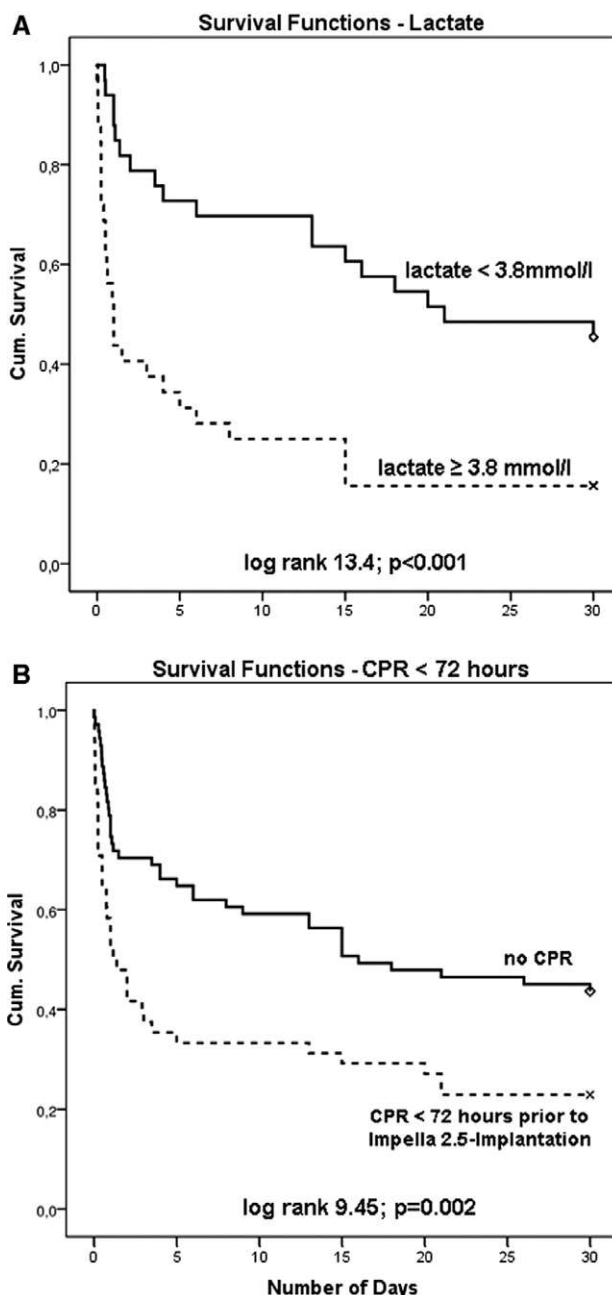 A
Survival Functions - Lactate
1,0
0,8
0,6
0,4
0,2
0,0
Cum. Survival
lactate < 3.8mmol/l
lactate ≥ 3.8 mmol/l
log rank 13.4; p<0.001
0 5 10 15 20 25 30
B
Survival Functions - CPR < 72 hours
1,0
0,8
0,6
0,4
0,2
0,0
Cum. Survival
no CPR
CPR < 72 hours prior to
Impella 2.5-Implantation
log rank 9.45; p=0.002
0 5 10 15 20 25 30
Number of Days